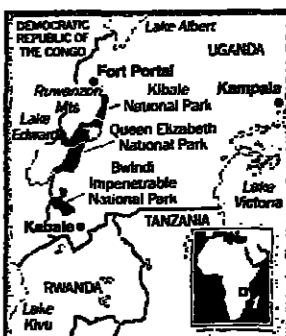 DEMOCRATIC
REPUBLIC OF
THE CONGO
Lake Albert
UGANDA
Fort Portal
Ruwenzori
Mts
Kibale
National Park
Kampala
Lake
Edward
Queen Elizabeth
National Park
Bwindi
Impenetrable
National Park
Lake
Victoria
Kabale
TANZANIA
RWANDA
Lake
Kivu